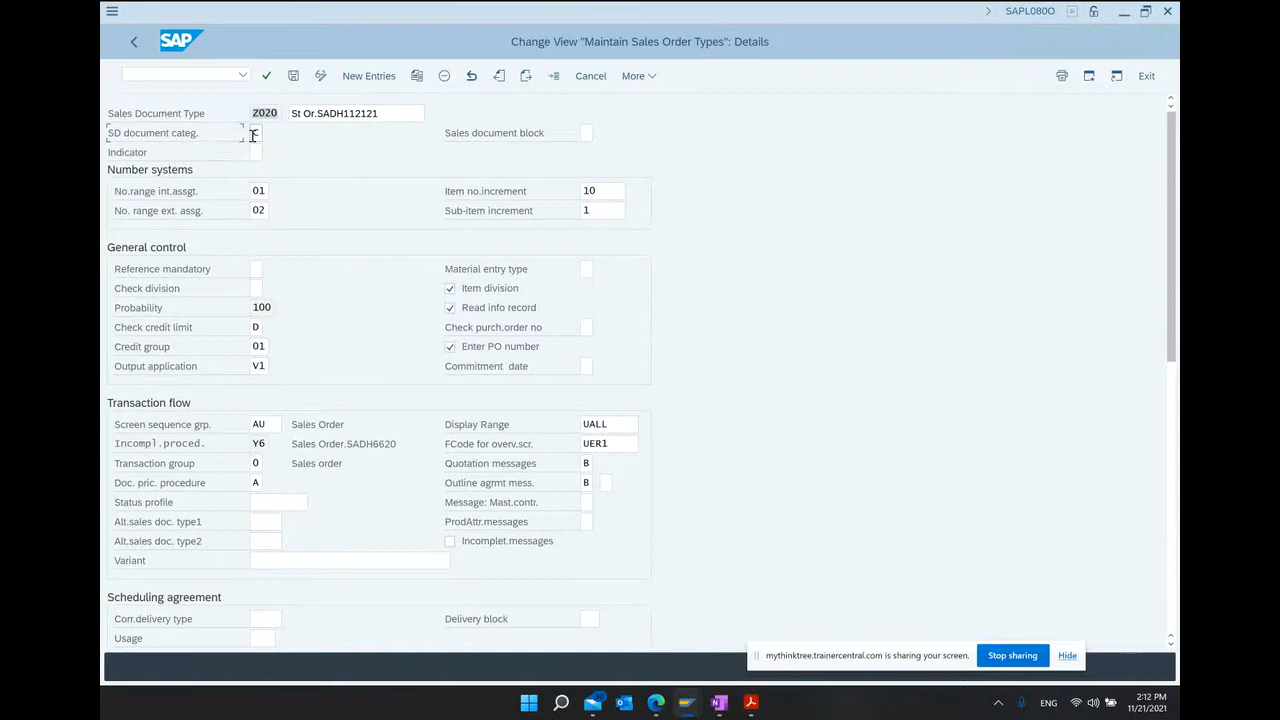 SAPL080O
SAP
Change View "Maintain Sales Order Types": Details
New Entries
Cancel
More
Exit
Sales Document Type Z020 St Or.SADH112121
SD document categ. C Sales document block
Indicator
Number systems
No.range int.assgt. 01 Item no.increment 10
No. range ext. assg. 02 Sub-item increment 1
General control
Reference mandatory Material entry type
Check division Item division
Probability 100 Read info record
Check credit limit D Check purch.order no
Credit group 01 Enter PO number
Output application V1 Commitment date
Transaction flow
Screen sequence grp. AU Sales Order Display Range UALL
Incompl.proced. Y6 Sales Order.SADH6620 FCode for overv.scr. UER1
Transaction group 0 Sales order Quotation messages B
Doc. pric. procedure A Outline agrmt mess. B
Status profile Message: Mast.contr.
Alt.sales doc. type1 ProdAttr.messages
Alt.sales doc. type2 Incomplet.messages
Variant
Scheduling agreement
Corr.delivery type Delivery block
Usage
mythinktree.trainercentral.com is sharing your screen. Stop sharing Hide
ENG
2:12 PM
11/21/2021